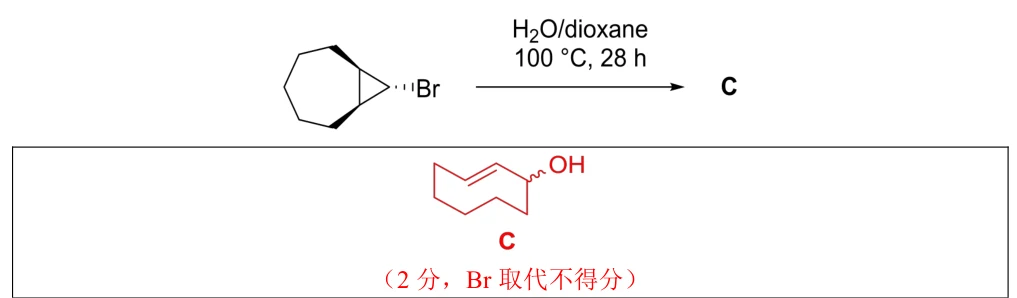 H₂O/dioxane
100 °C, 28 h
Br
C
OH
C
（2 分，Br 取代不得分）